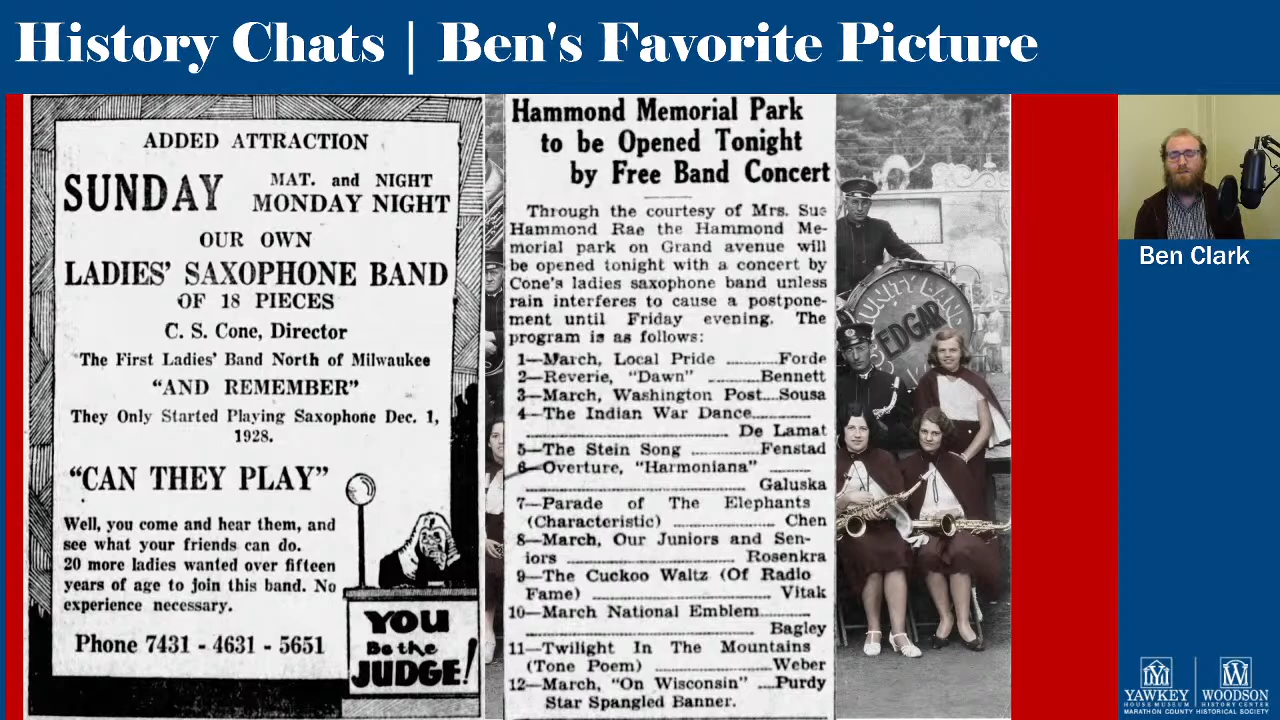 History Chats | Ben's Favorite Picture
ADDED ATTRACTION
SUNDAY MAT. and NIGHT
MONDAY NIGHT
OUR OWN
LADIES' SAXOPHONE BAND
OF 18 PIECES
C. S. Cone, Director
The First Ladies' Band North of Milwaukee
"AND REMEMBER"
They Only Started Playing Saxophone Dec. 1,
1928.
"CAN THEY PLAY"
Well, you come and hear them, and
see what your friends can do.
20 more ladies wanted over fifteen
years of age to join this band. No
experience necessary.
Phone 7431 - 4631 - 5651
YOU
Be the
JUDGE!
Hammond Memorial Park
to be Opened Tonight
by Free Band Concert
Through the courtesy of Mrs. Sue
Hammond Rae the Hammond Me-
morial park on Grand avenue will
be opened tonight with a concert by
Cone's ladies saxophone band unless
rain interferes to cause a postpone-
ment until Friday evening. The
program is as follows:
1—March, Local Pride ..........Forde
2—Reverie, "Dawn" ..........Bennett
3—March, Washington Post....Sousa
4—The Indian War Dance..........
.......... De Lamat
5—The Stein Song ..........Fenstad
6—Overture, "Harmoniana" ..........
.......... Galuska
7—Parade of The Elephants
(Characteristic) .......... Chen
8—March, Our Juniors and Sen-
iors .......... Rosenkra
9—The Cuckoo Waltz (Of Radio
Fame) .......... Vitak
10—March National Emblem..........
.......... Bagley
11—Twilight In The Mountains
(Tone Poem) ..........Weber
12—March, "On Wisconsin" ....Purdy
Star Spangled Banner.
UNITY BAND
EDGAR
Ben Clark
YAWKEY
HOUSE MUSEUM
WOODSON
HISTORY CENTER
MARATHON COUNTY HISTORICAL SOCIETY